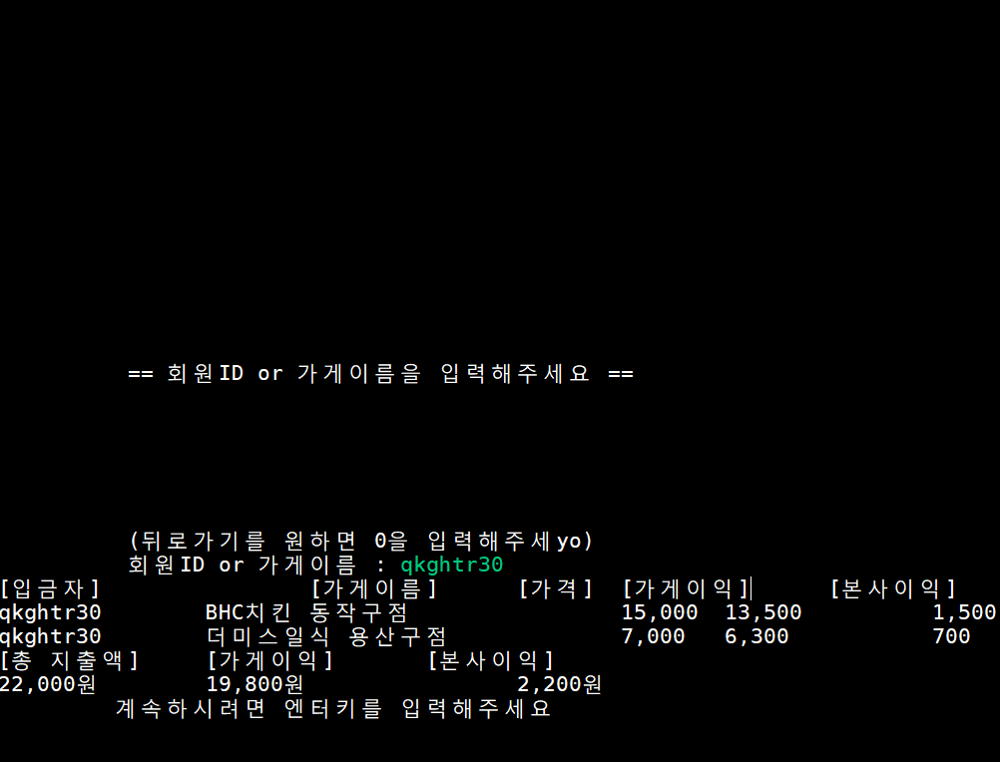 == 회원ID or 가게이름을 입력해주세요 ==
(뒤로가기를 원하면 0을 입력해주세yo)
회원ID or 가게이름 : qkghtr30
[입금자] [가게이름] [가격] [가게이익] [본사이익]
qkghtr30 BHC치킨 동작구점 15,000 13,500 1,500
qkghtr30 더미스일식 용산구점 7,000 6,300 700
[총 지출액] [가게이익] [본사이익]
22,000원 19,800원 2,200원
계속하시려면 엔터키를 입력해주세요